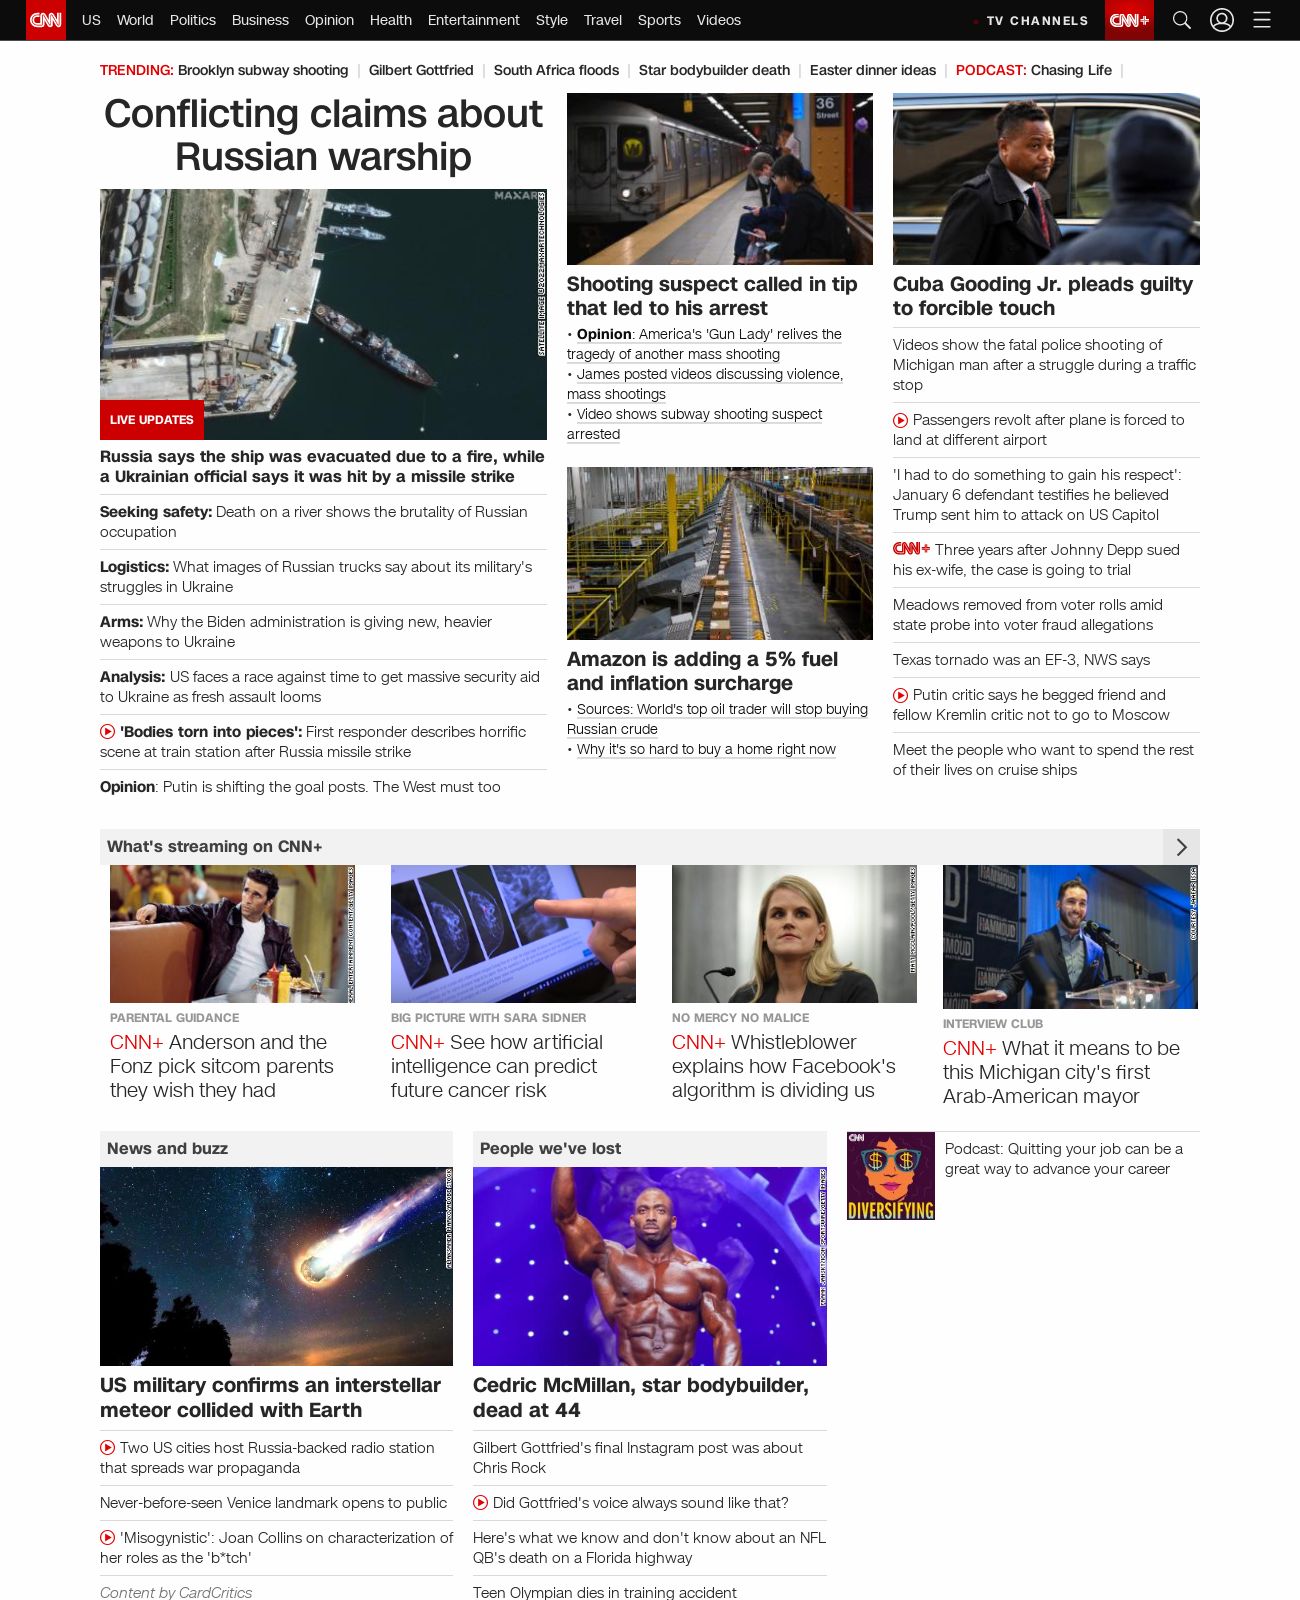 CNN US World Politics Business Opinion Health Entertainment Style Travel Sports Videos TV CHANNELS CNN+
TRENDING: Brooklyn subway shooting Gilbert Gottfried South Africa floods Star bodybuilder death Easter dinner ideas PODCAST: Chasing Life
Conflicting claims about
Russian warship
MAXAR
SATELLITE IMAGE ©2022 MAXAR TECHNOLOGIES
LIVE UPDATES
Russia says the ship was evacuated due to a fire, while
a Ukrainian official says it was hit by a missile strike
Seeking safety: Death on a river shows the brutality of Russian
occupation
Logistics: What images of Russian trucks say about its military's
struggles in Ukraine
Arms: Why the Biden administration is giving new, heavier
weapons to Ukraine
Analysis: US faces a race against time to get massive security aid
to Ukraine as fresh assault looms
'Bodies torn into pieces': First responder describes horrific
scene at train station after Russia missile strike
Opinion: Putin is shifting the goal posts. The West must too
36
Street
W
Shooting suspect called in tip
that led to his arrest
• Opinion: America's 'Gun Lady' relives the
tragedy of another mass shooting
• James posted videos discussing violence,
mass shootings
• Video shows subway shooting suspect
arrested
Amazon is adding a 5% fuel
and inflation surcharge
• Sources: World's top oil trader will stop buying
Russian crude
• Why it's so hard to buy a home right now
Cuba Gooding Jr. pleads guilty
to forcible touch
Videos show the fatal police shooting of
Michigan man after a struggle during a traffic
stop
Passengers revolt after plane is forced to
land at different airport
'I had to do something to gain his respect':
January 6 defendant testifies he believed
Trump sent him to attack on US Capitol
CNN+ Three years after Johnny Depp sued
his ex-wife, the case is going to trial
Meadows removed from voter rolls amid
state probe into voter fraud allegations
Texas tornado was an EF-3, NWS says
Putin critic says he begged friend and
fellow Kremlin critic not to go to Moscow
Meet the people who want to spend the rest
of their lives on cruise ships
What's streaming on CNN+
PARENTAL GUIDANCE
CNN+ Anderson and the
Fonz pick sitcom parents
they wish they had
BIG PICTURE WITH SARA SIDNER
CNN+ See how artificial
intelligence can predict
future cancer risk
NO MERCY NO MALICE
CNN+ Whistleblower
explains how Facebook's
algorithm is dividing us
HAMMOUD
INTERVIEW CLUB
CNN+ What it means to be
this Michigan city's first
Arab-American mayor
News and buzz
US military confirms an interstellar
meteor collided with Earth
Two US cities host Russia-backed radio station
that spreads war propaganda
Never-before-seen Venice landmark opens to public
'Misogynistic': Joan Collins on characterization of
her roles as the 'b*tch'
Content by CardCritics
People we've lost
Cedric McMillan, star bodybuilder,
dead at 44
Gilbert Gottfried's final Instagram post was about
Chris Rock
Did Gottfried's voice always sound like that?
Here's what we know and don't know about an NFL
QB's death on a Florida highway
Teen Olympian dies in training accident
CNN
DIVERSIFYING
Podcast: Quitting your job can be a
great way to advance your career